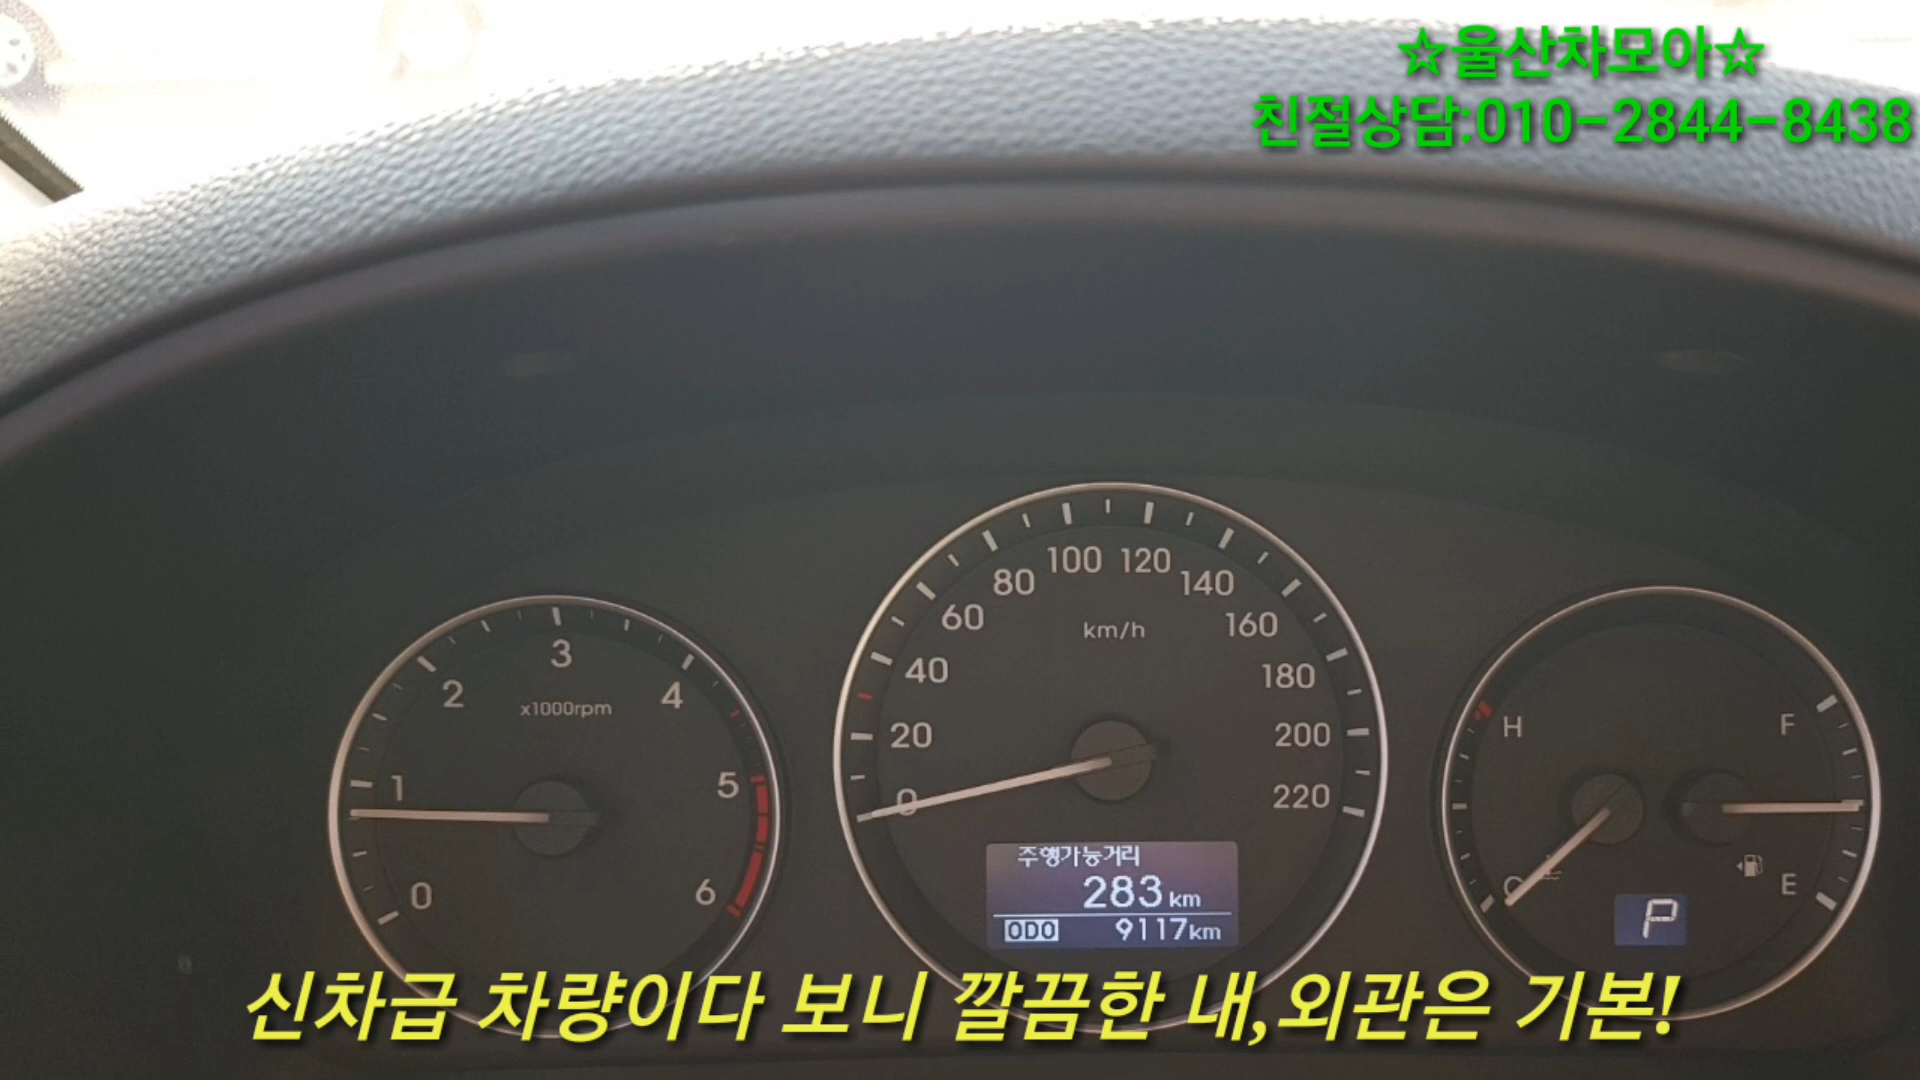 ☆울산차모아☆
친절상담:010-2844-8438
100 120
80 140
60 160
km/h
40 180
20 200
0 220
3
2 4
x1000rpm
1 5
0 6
H F
C E
주행가능거리
283 km
ODO 9117km
P
신차급 차량이다 보니 깔끔한 내,외관은 기본!